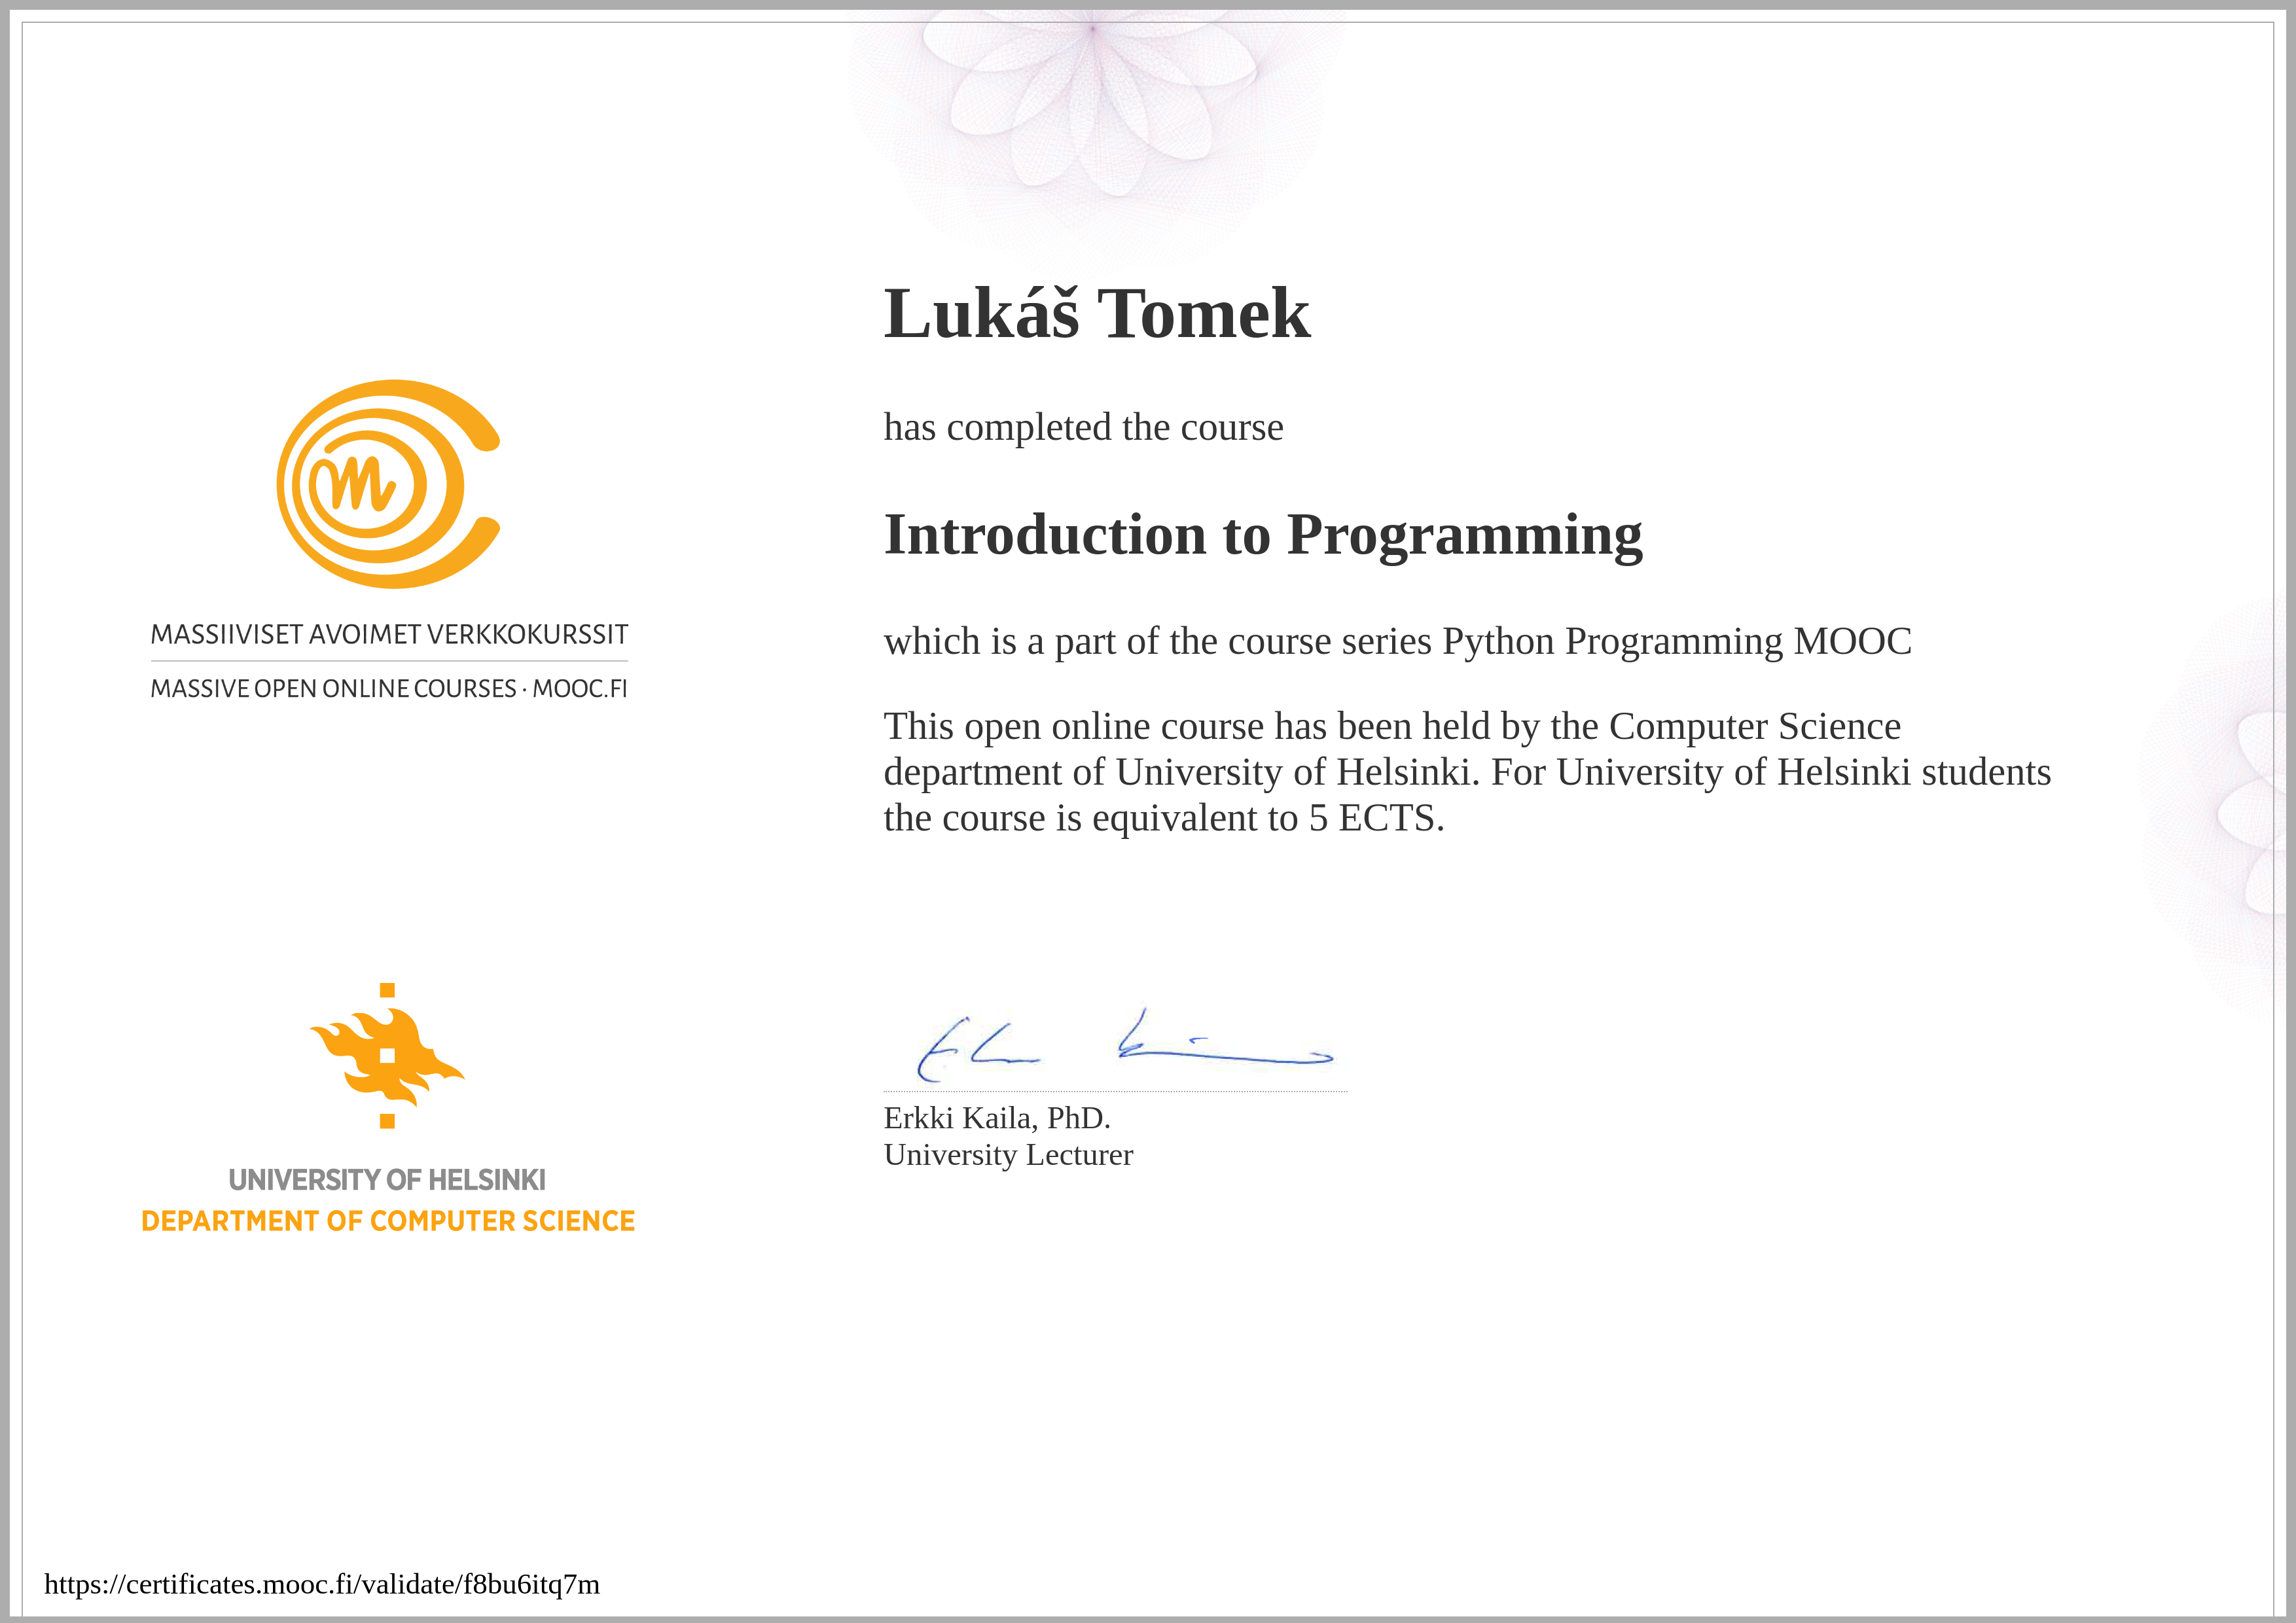 Lukáš Tomek
has completed the course
Introduction to Programming
which is a part of the course series Python Programming MOOC
This open online course has been held by the Computer Science
department of University of Helsinki. For University of Helsinki students
the course is equivalent to 5 ECTS.
Erkki Kaila, PhD.
University Lecturer
m
MASSIIVISET AVOIMET VERKKOKURSSIT
MASSIVE OPEN ONLINE COURSES · MOOC.FI
UNIVERSITY OF HELSINKI
DEPARTMENT OF COMPUTER SCIENCE
https://certificates.mooc.fi/validate/f8bu6itq7m